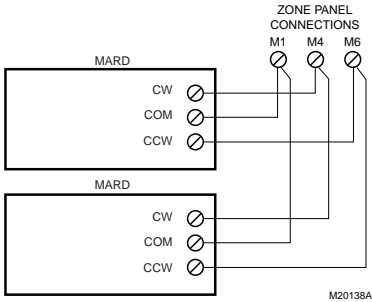 ZONE PANEL
CONNECTIONS
M1 M4 M6
MARD
CW
COM
CCW
MARD
CW
COM
CCW
M20138A